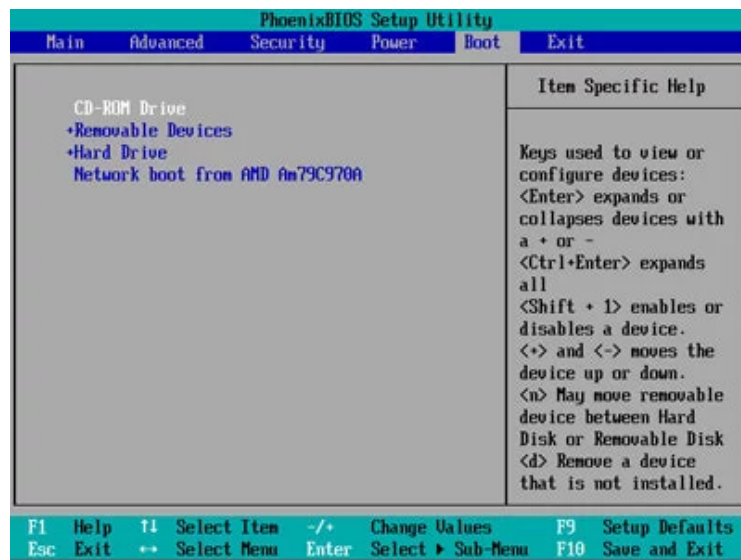 PhoenixBIOS Setup Utility
Main Advanced Security Power Boot Exit
CD-ROM Drive
+Removable Devices
+Hard Drive
Network boot from AMD Am79C970A
Item Specific Help
Keys used to view or
configure devices:
<Enter> expands or
collapses devices with
a + or -
<Ctrl+Enter> expands
all
<Shift + 1> enables or
disables a device.
<+> and <-> moves the
device up or down.
<n> May move removable
device between Hard
Disk or Removable Disk
<d> Remove a device
that is not installed.
F1 Help ↑↓ Select Item -/+ Change Values F9 Setup Defaults
Esc Exit ↔ Select Menu Enter Select ▶ Sub-Menu F10 Save and Exit